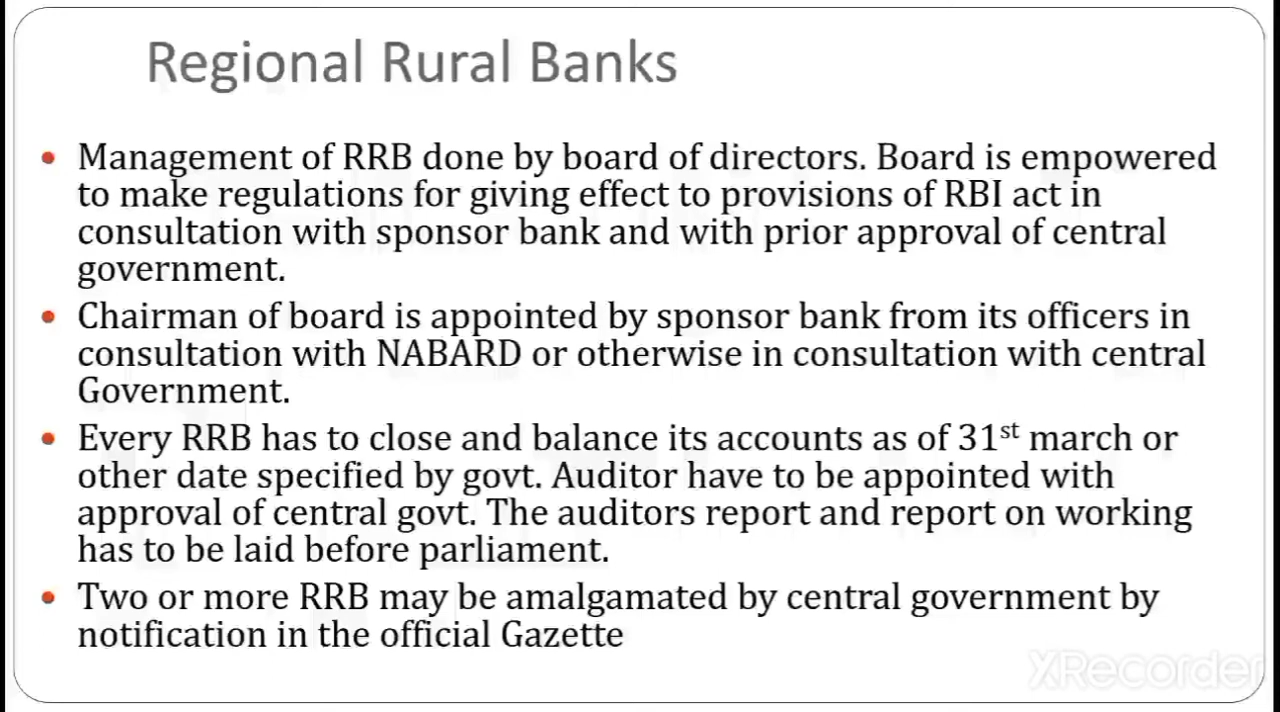 Regional Rural Banks
• Management of RRB done by board of directors. Board is empowered
to make regulations for giving effect to provisions of RBI act in
consultation with sponsor bank and with prior approval of central
government.
• Chairman of board is appointed by sponsor bank from its officers in
consultation with NABARD or otherwise in consultation with central
Government.
• Every RRB has to close and balance its accounts as of 31st march or
other date specified by govt. Auditor have to be appointed with
approval of central govt. The auditors report and report on working
has to be laid before parliament.
• Two or more RRB may be amalgamated by central government by
notification in the official Gazette
XRecorder